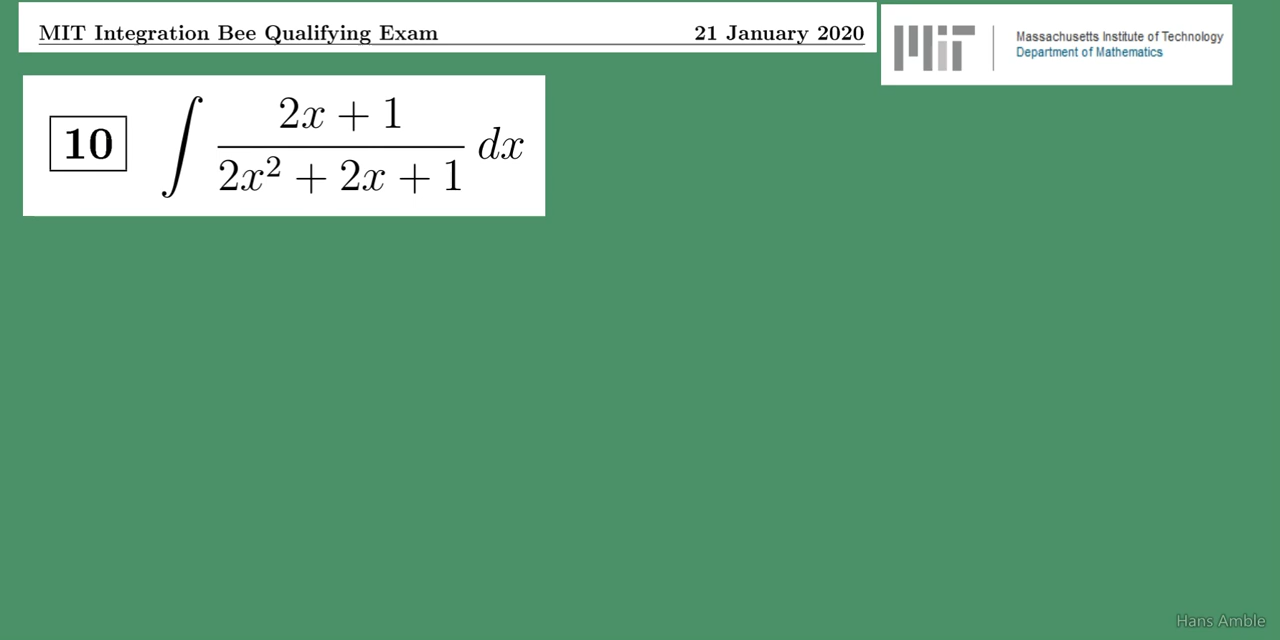 MIT Integration Bee Qualifying Exam 21 January 2020
Massachusetts Institute of Technology
Department of Mathematics
10 ∫ (2x + 1)/(2x² + 2x + 1) dx
Hans Amble